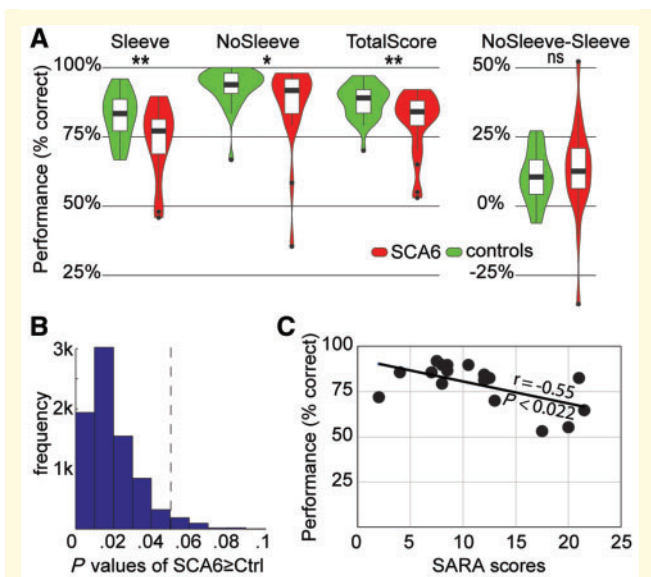 A
Sleeve NoSleeve TotalScore NoSleeve-Sleeve
** * ** ns
100% 50%
75% 25%
50% 0%
SCA6 controls
25% -25%
Performance (% correct)
B
3k
2k
1k
frequency
0 .02 .04 .06 .08 .1
P values of SCA6≥Ctrl
C
100
75
50
25
Performance (% correct)
r = -0.55
P < 0.022
0 5 10 15 20 25
SARA scores